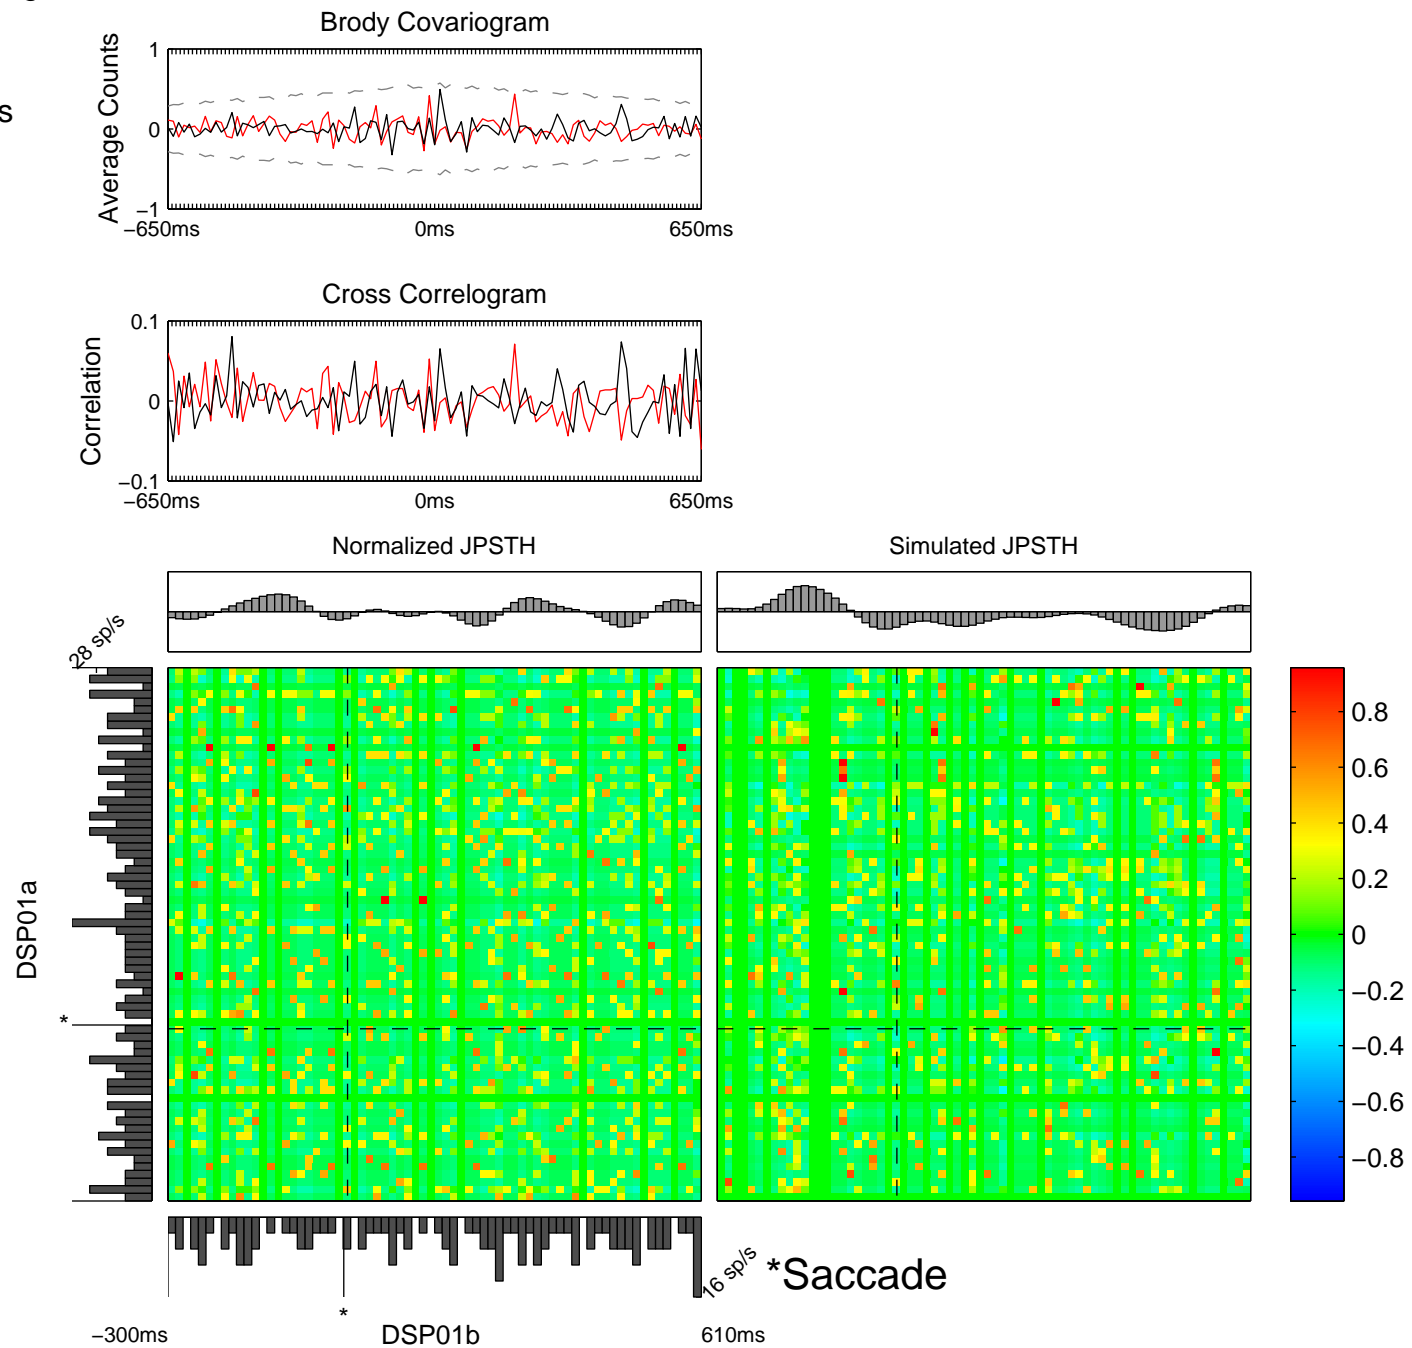 g
Brody Covariogram
s
Average Counts
1
0
−1
−650ms
0ms
650ms
Cross Correlogram
Correlation
0.1
0
−0.1
−650ms
0ms
650ms
Normalized JPSTH
Simulated JPSTH
28 sp/s
DSP01a
*
0.8
0.6
0.4
0.2
0
−0.2
−0.4
−0.6
−0.8
16 sp/s
*Saccade
*
−300ms
DSP01b
610ms